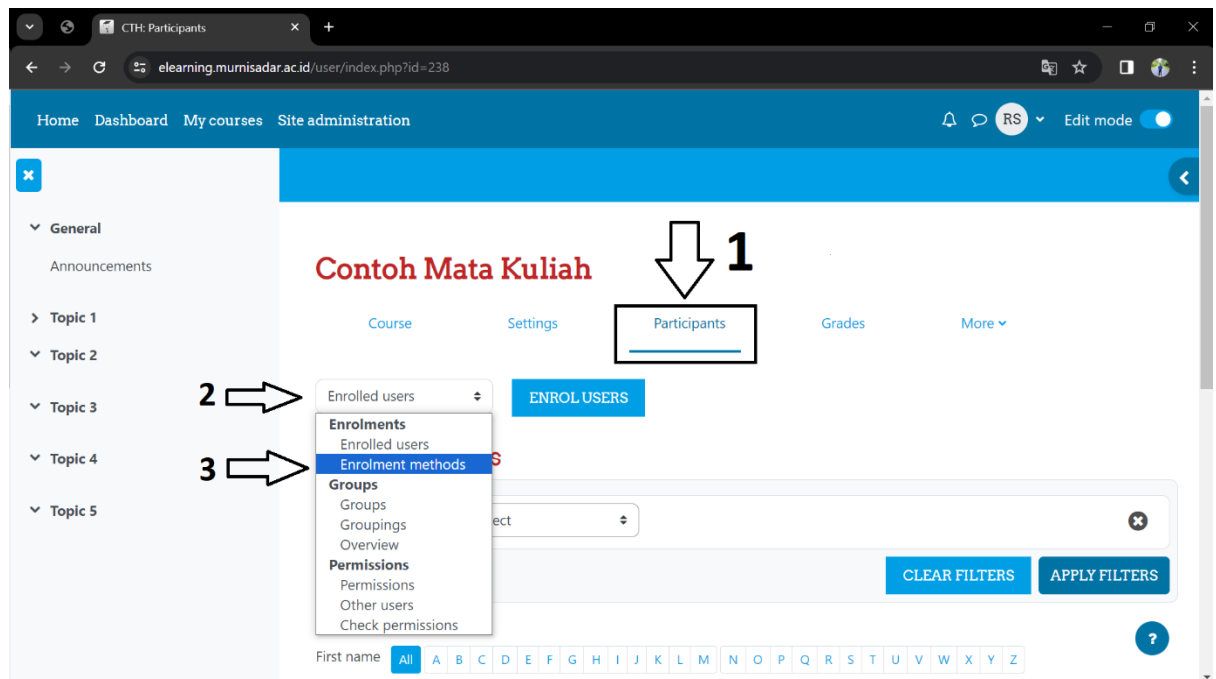 CTH: Participants
elearning.murnisadar.ac.id/user/index.php?id=238
Home Dashboard My courses Site administration RS Edit mode
General
Announcements
Topic 1
Topic 2
Topic 3
Topic 4
Topic 5
Contoh Mata Kuliah
1
Course Settings Participants Grades More
2
Enrolled users ENROL USERS
Enrolments
Enrolled users
3
Enrolment methods s
Groups
Groups
ect
Groupings
Overview
Permissions
Permissions
Other users
Check permissions
CLEAR FILTERS APPLY FILTERS
?
First name All A B C D E F G H I J K L M N O P Q R S T U V W X Y Z